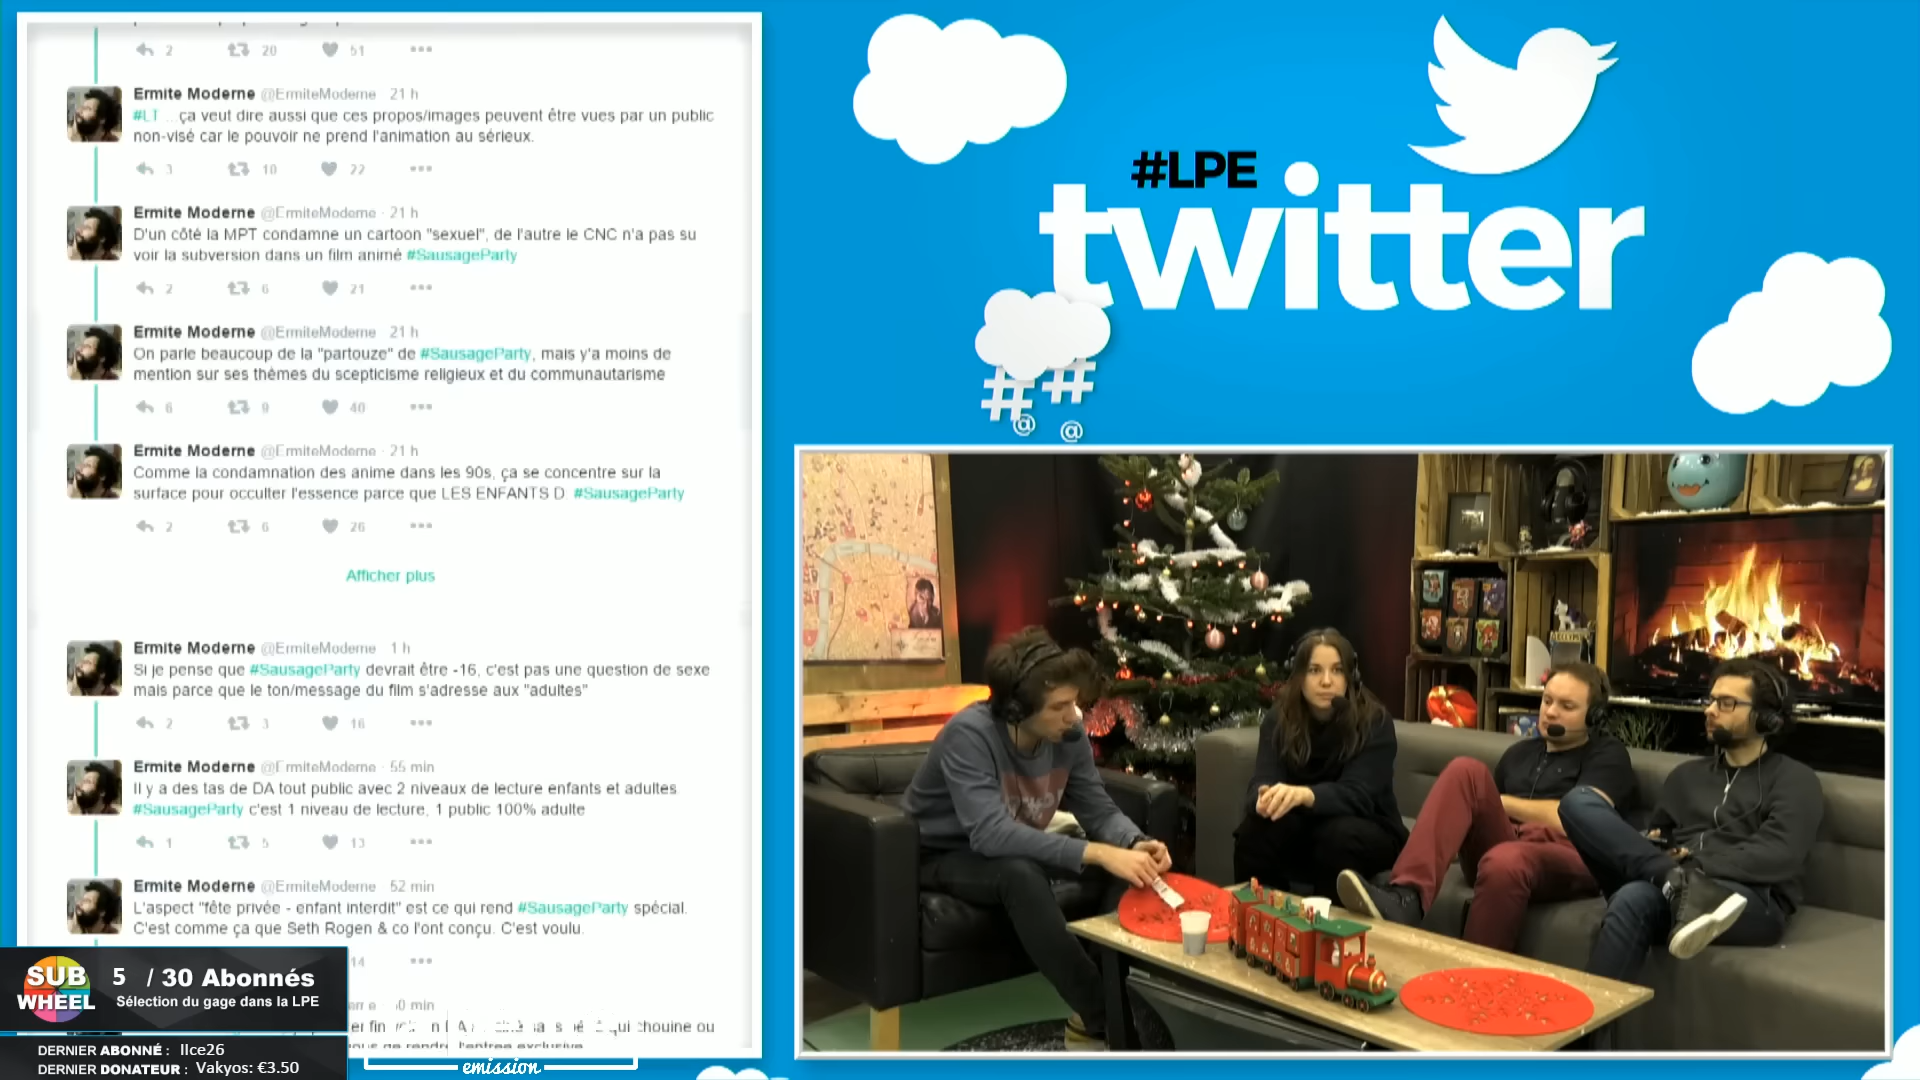 2 20 51
Ermite Moderne @ErmiteModerne 21 h
#LT ...ça veut dire aussi que ces propos/images peuvent être vues par un public
non-visé car le pouvoir ne prend l'animation au sérieux.
3 10 22
Ermite Moderne @ErmiteModerne · 21 h
D'un côté la MPT condamne un cartoon "sexuel", de l'autre le CNC n'a pas su
voir la subversion dans un film animé #SausageParty
2 6 21
Ermite Moderne @ErmiteModerne 21 h
On parle beaucoup de la "partouze" de #SausageParty, mais y'a moins de
mention sur ses thèmes du scepticisme religieux et du communautarisme
6 9 40
Ermite Moderne @ErmiteModerne · 21 h
Comme la condamnation des anime dans les 90s, ça se concentre sur la
surface pour occulter l'essence parce que LES ENFANTS D #SausageParty
2 6 26
Afficher plus
Ermite Moderne @ErmiteModerne 1 h
Si je pense que #SausageParty devrait être -16, c'est pas une question de sexe
mais parce que le ton/message du film s'adresse aux "adultes"
2 3 16
Ermite Moderne @ErmiteModerne · 55 min
Il y a des tas de DA tout public avec 2 niveaux de lecture enfants et adultes
#SausageParty c'est 1 niveau de lecture, 1 public 100% adulte
1 5 13
Ermite Moderne @ErmiteModerne 52 min
L'aspect "fête privée - enfant interdit" est ce qui rend #SausageParty spécial.
C'est comme ça que Seth Rogen & co l'ont conçu. C'est voulu.
14
qui chouine ou
l'entrée exclusive
SUB WHEEL
5 / 30 Abonnés
Sélection du gage dans la LPE
DERNIER ABONNÉ : Ilce26
DERNIER DONATEUR : Vakyos: €3.50
emission
#LPE
twitter
# #
@ @